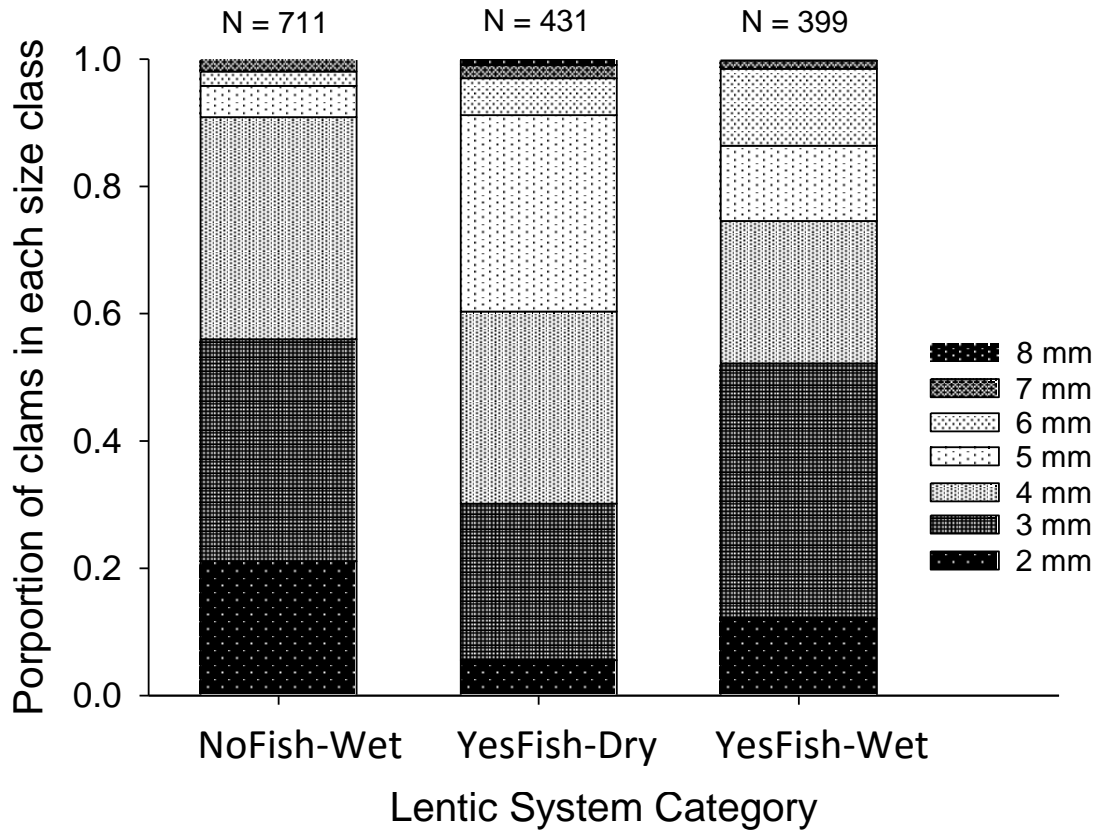 N = 711 N = 431 N = 399
Porportion of clams in each size class
1.0
0.8
0.6
0.4
0.2
0.0
8 mm
7 mm
6 mm
5 mm
4 mm
3 mm
2 mm
NoFish-Wet YesFish-Dry YesFish-Wet
Lentic System Category